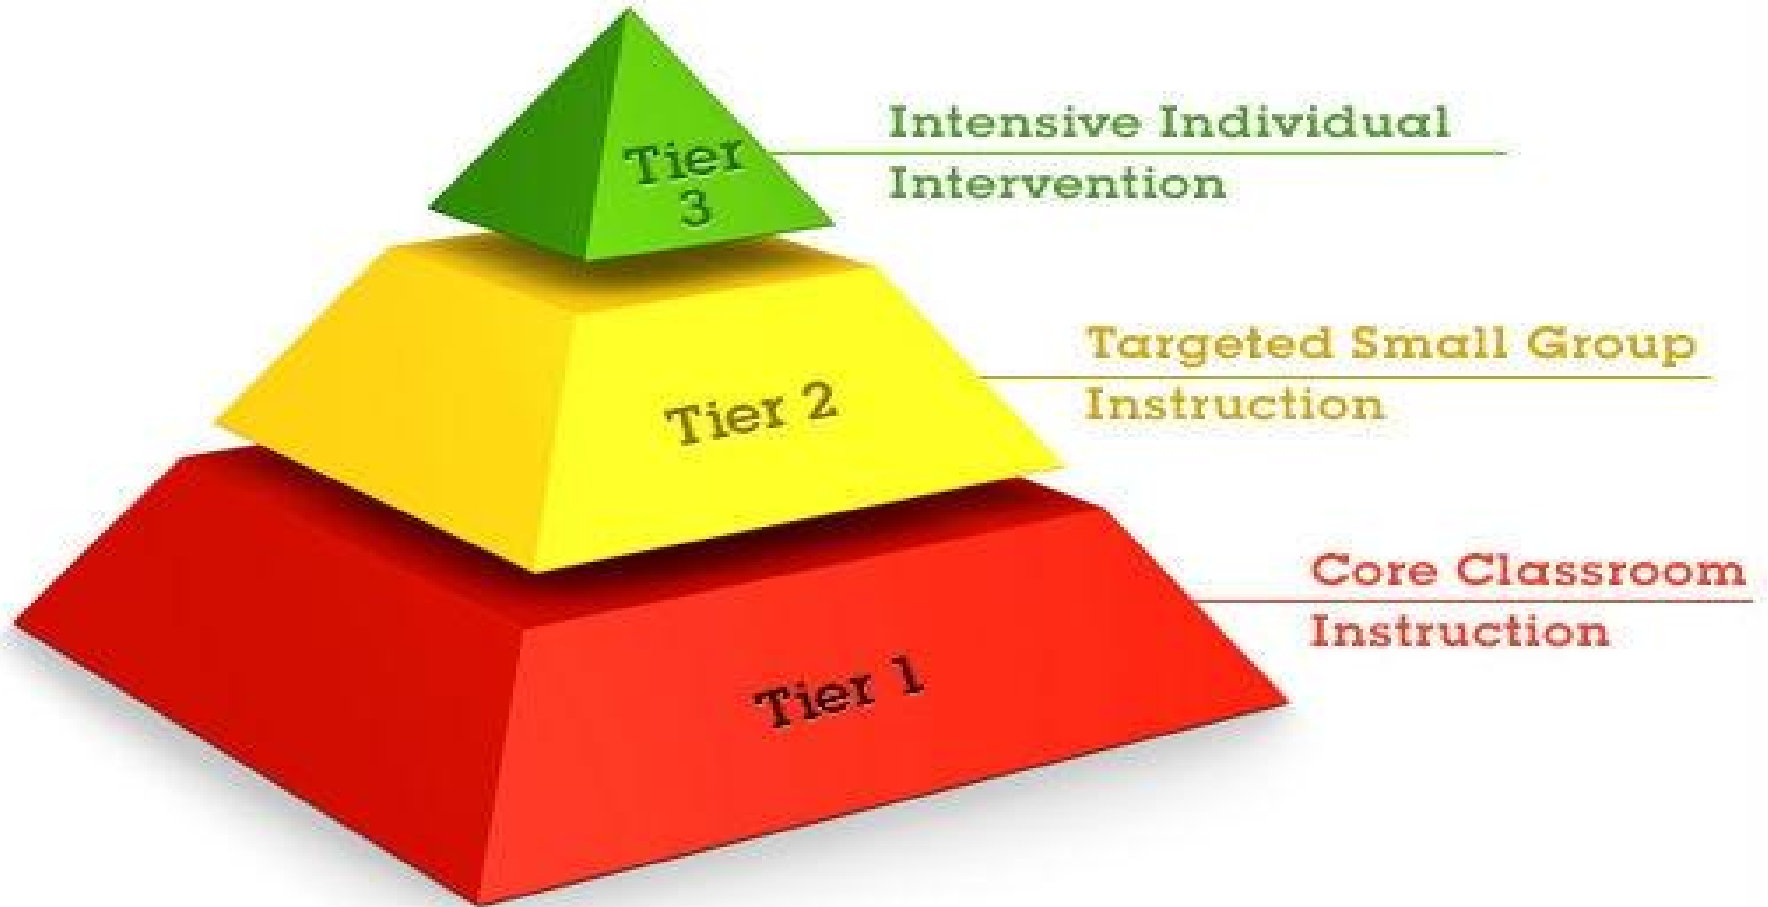 Tier
3
Intensive Individual
Intervention
Tier 2
Targeted Small Group
Instruction
Tier 1
Core Classroom
Instruction